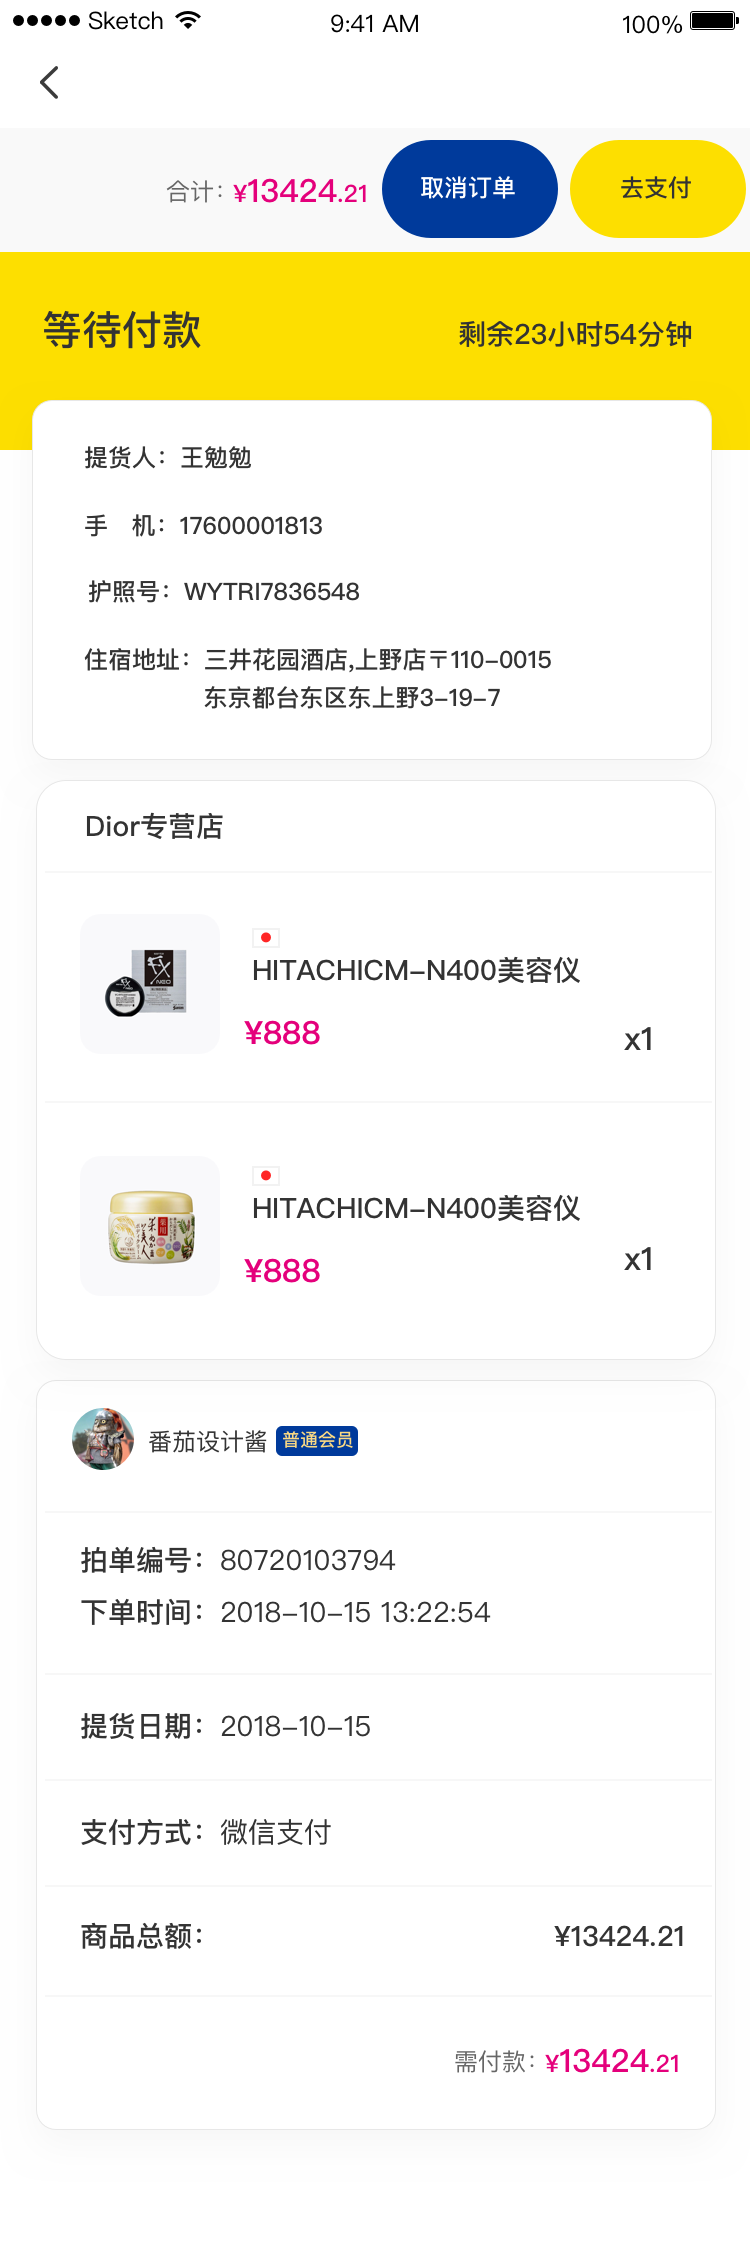 Sketch 9:41 AM 100%
合计：¥13424.21 取消订单 去支付
等待付款 剩余23小时54分钟
提货人：王勉勉
手 机：17600001813
护照号：WYTRI7836548
住宿地址：三井花园酒店,上野店〒110-0015
东京都台东区东上野3-19-7
Dior专营店
NEO
HITACHICM-N400美容仪
¥888 x1
HITACHICM-N400美容仪
¥888 x1
番茄设计酱 普通会员
拍单编号：80720103794
下单时间：2018-10-15 13:22:54
提货日期：2018-10-15
支付方式：微信支付
商品总额： ¥13424.21
需付款：¥13424.21